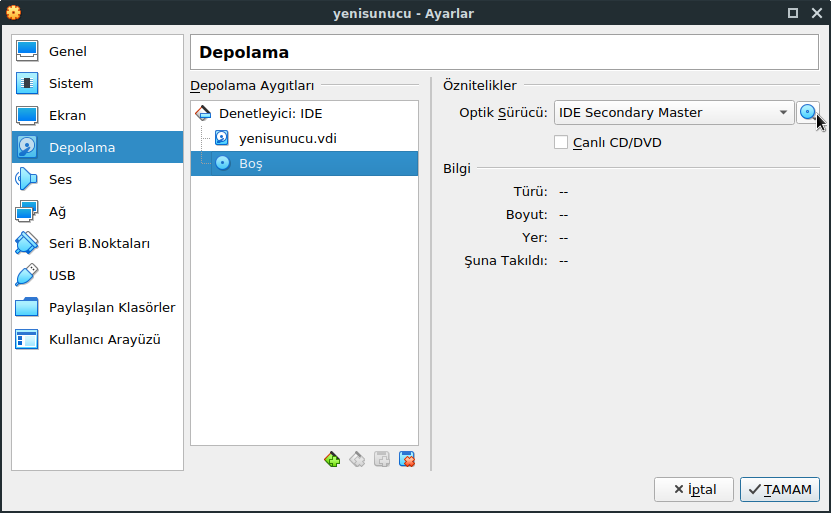 yenisunucu - Ayarlar
Genel
Sistem
Ekran
Depolama
Ses
Ağ
Seri B.Noktaları
USB
Paylaşılan Klasörler
Kullanıcı Arayüzü
Depolama
Depolama Aygıtları
Denetleyici: IDE
yenisunucu.vdi
Boş
Öznitelikler
Optik Sürücü: IDE Secondary Master
Canlı CD/DVD
Bilgi
Türü: --
Boyut: --
Yer: --
Şuna Takıldı: --
İptal
TAMAM